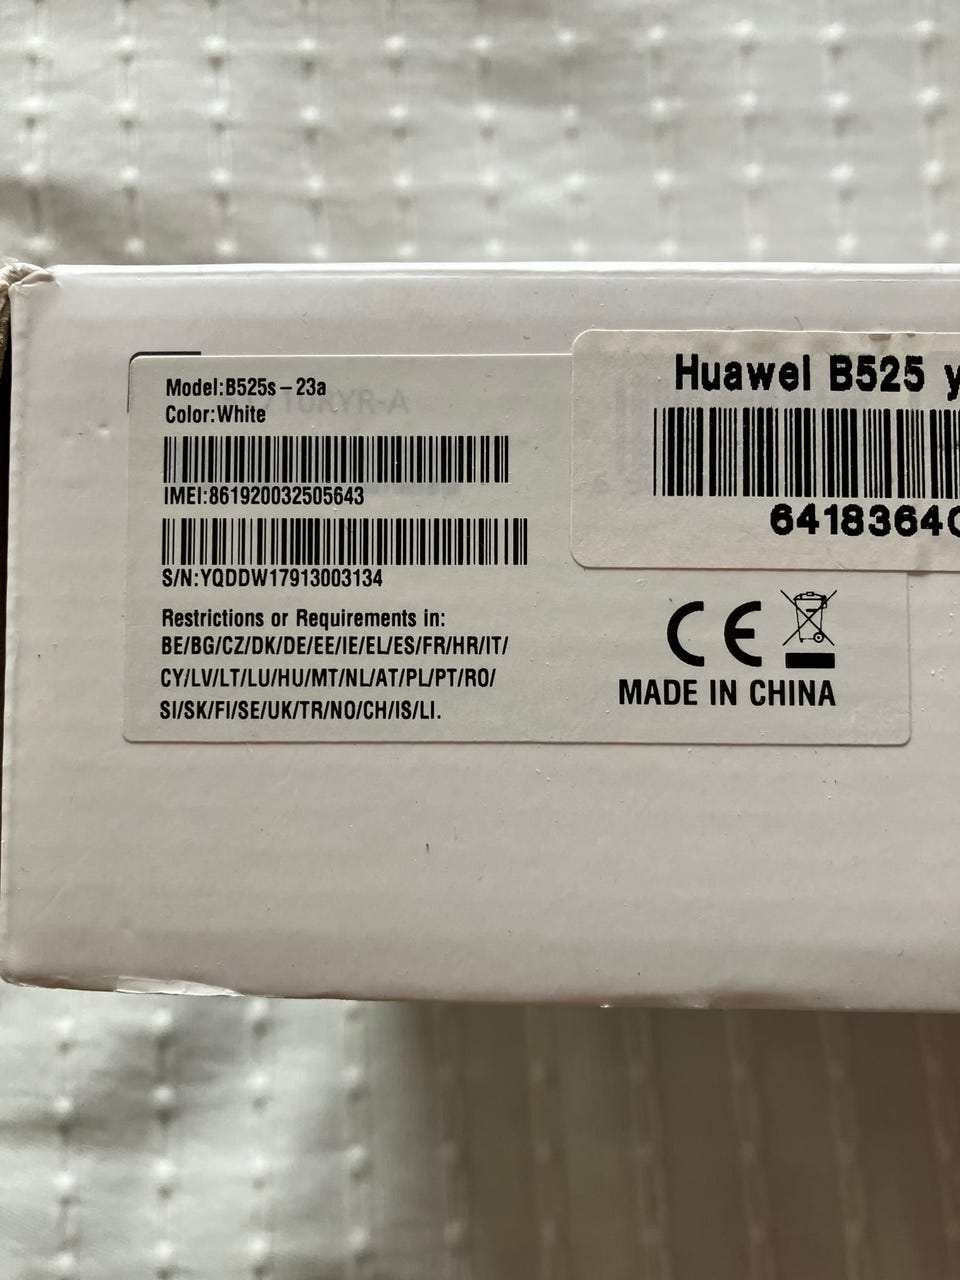 Model:B525s-23a
Color:White
IMEI:861920032505643
S/N:YQDDW17913003134
Restrictions or Requirements in:
BE/BG/CZ/DK/DE/EE/IE/EL/ES/FR/HR/IT/
CY/LV/LT/LU/HU/MT/NL/AT/PL/PT/RO/
SI/SK/FI/SE/UK/TR/NO/CH/IS/LI.
Huawei B525 y
6418364
CE
MADE IN CHINA